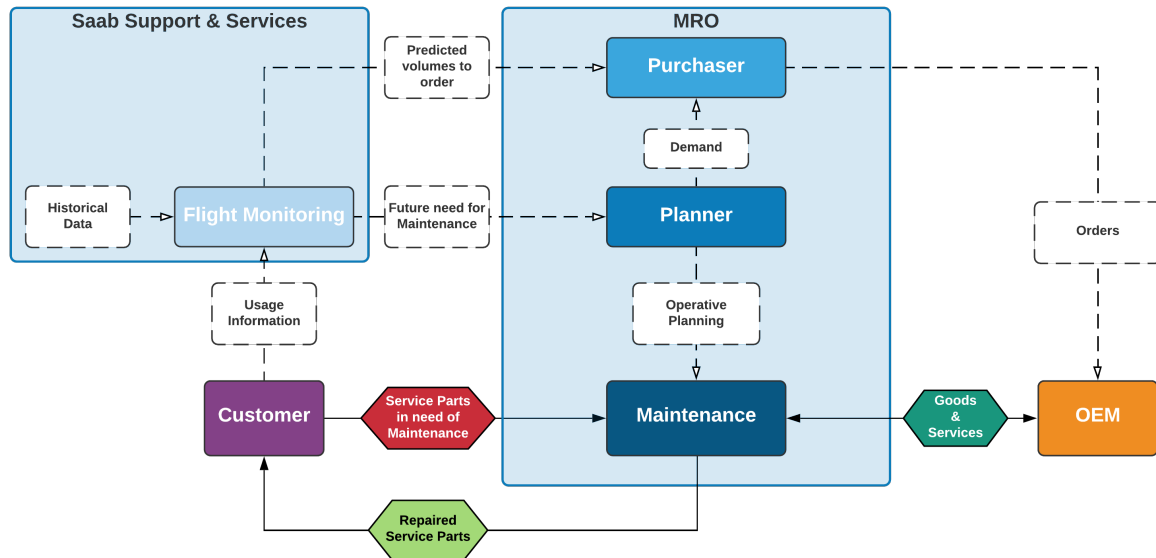 Saab Support & Services
MRO
Predicted
volumes to
order
Purchaser
Demand
Historical
Data
Flight Monitoring
Future need for
Maintenance
Planner
Orders
Usage
Information
Operative
Planning
Customer
Service Parts
in need of
Maintenance
Maintenance
Goods
&
Services
OEM
Repaired
Service Parts